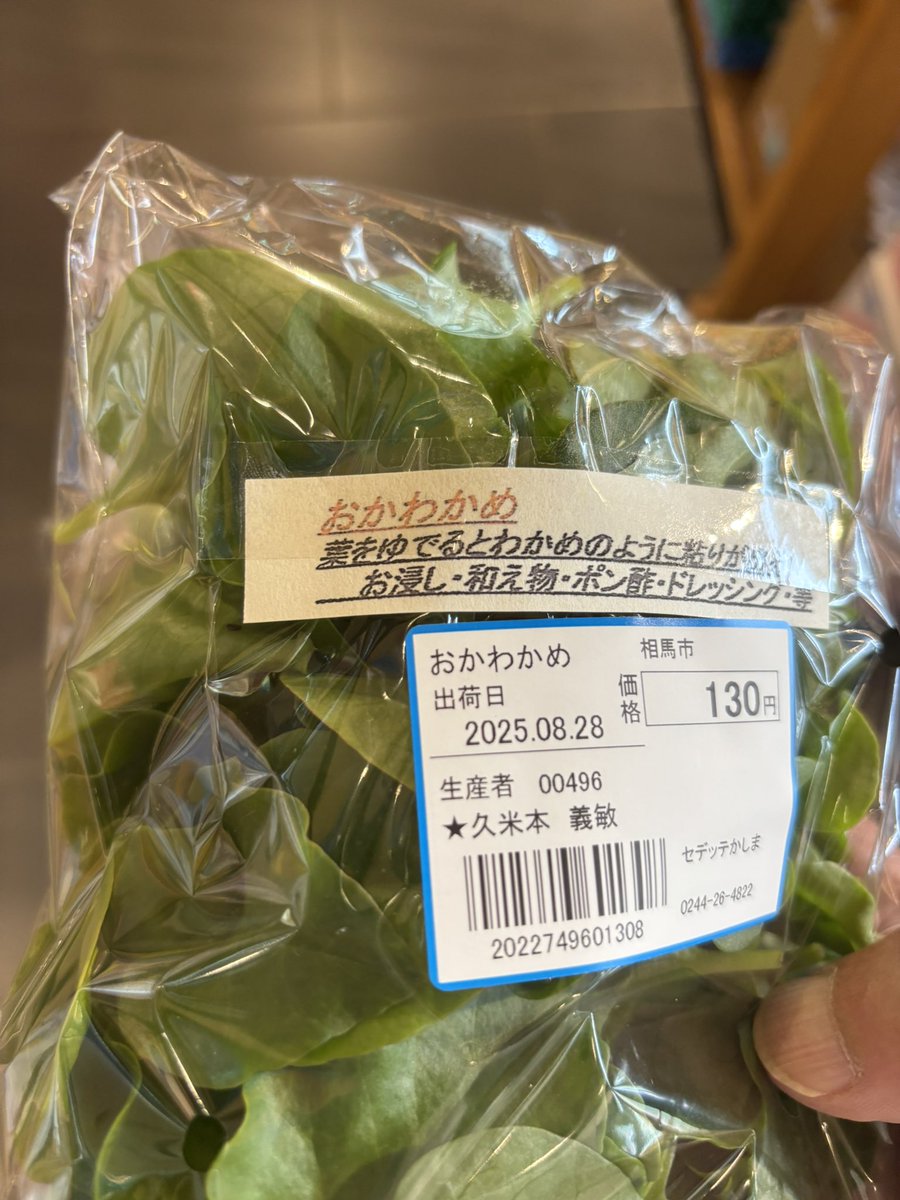 おかわかめ
葉をゆでるとわかめのように粘りが
お浸し・和え物・ポン酢・ドレッシング・等
おかわかめ
相馬市
出荷日
2025.08.28
価格
130円
生産者 00496
★久米本 義敏
セデッテかしま
0244-26-4822
2022749601308